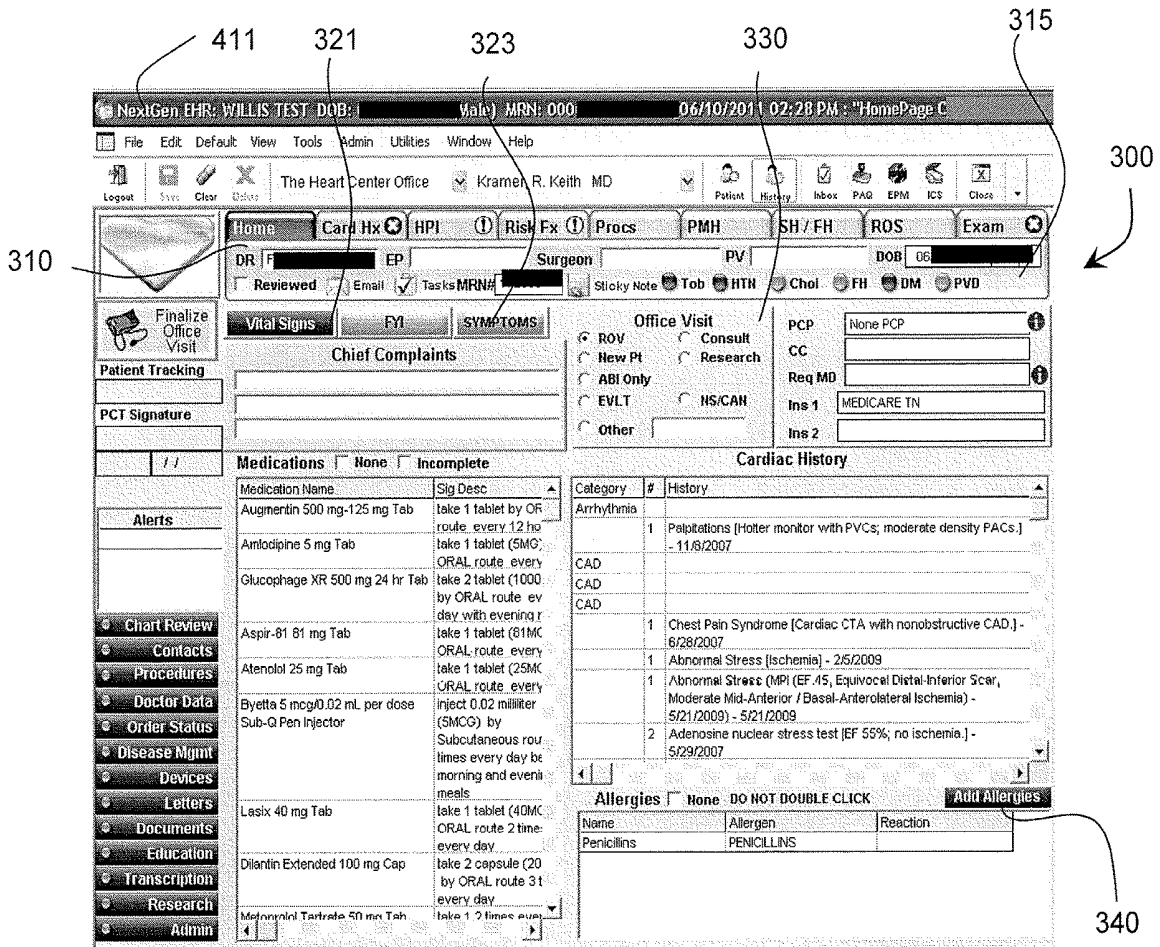 411 321 323 330 315
NextGen EHR: WILLIS TEST DOB: Male) MRN: 000 06/10/2011 02:28 PM : "HomePage C
File Edit Default View Tools Admin Utilities Window Help
The Heart Center Office Kramer, R. Keith MD
Logout Save Clear Delete Patient History Inbox PAQ EPM ICS Close
300
Home Card Hx HPI Risk Fx Procs PMH SH / FH ROS Exam
310
DR F EP Surgeon PV DOB 06
Reviewed Email Tasks MRN# Sticky Note Tob HTN Chol FH DM PVD
Finalize
Office
Visit
Vital Signs FYI SYMPTOMS
Chief Complaints
Office Visit
ROV Consult
New Pt Research
ABI Only
EVLT NS/CAN
Other
PCP None PCP
CC
Req MD
Ins 1 MEDICARE TN
Ins 2
Patient Tracking
PCT Signature
/ /
Alerts
Chart Review
Contacts
Procedures
Doctor Data
Order Status
Disease Mgmt
Devices
Letters
Documents
Education
Transcription
Research
Admin
Medications None Incomplete
Medication Name Sig Desc
Augmentin 500 mg-125 mg Tab take 1 tablet by OR
route every 12 ho
Amlodipine 5 mg Tab take 1 tablet (5MG)
ORAL route every
Glucophage XR 500 mg 24 hr Tab take 2 tablet (1000
by ORAL route ev
day with evening
Aspir-81 81 mg Tab take 1 tablet (81MG
ORAL route every
Atenolol 25 mg Tab take 1 tablet (25MG
ORAL route every
Byetta 5 mcg/0.02 mL per dose inject 0.02 milliliter
Sub-Q Pen Injector (5MCG) by
Subcutaneous rou
times every day be
morning and eveni
meals
Lasix 40 mg Tab take 1 tablet (40MG
ORAL route 2 time
every day
Dilantin Extended 100 mg Cap take 2 capsule (20
by ORAL route 3 t
every day
Metoprolol Tartrate 50 mg Tab take 1 2 times ever
Cardiac History
Category # History
Arrhythmia
1 Palpitations [Holter monitor with PVCs; moderate density PACs.]
- 11/8/2007
CAD
CAD
CAD
1 Chest Pain Syndrome [Cardiac CTA with nonobstructive CAD.] -
6/28/2007
1 Abnormal Stress [Ischemia] - 2/5/2009
1 Abnormal Stress (MPI (EF.45, Equivocal Distal-Inferior Scar,
Moderate Mid-Anterior / Basal-Anterolateral Ischemia) -
5/21/2009) - 5/21/2009
2 Adenosine nuclear stress test [EF 55%; no ischemia.] -
5/29/2007
Allergies None DO NOT DOUBLE CLICK Add Allergies
Name Allergen Reaction
Penicillins PENICILLINS
340